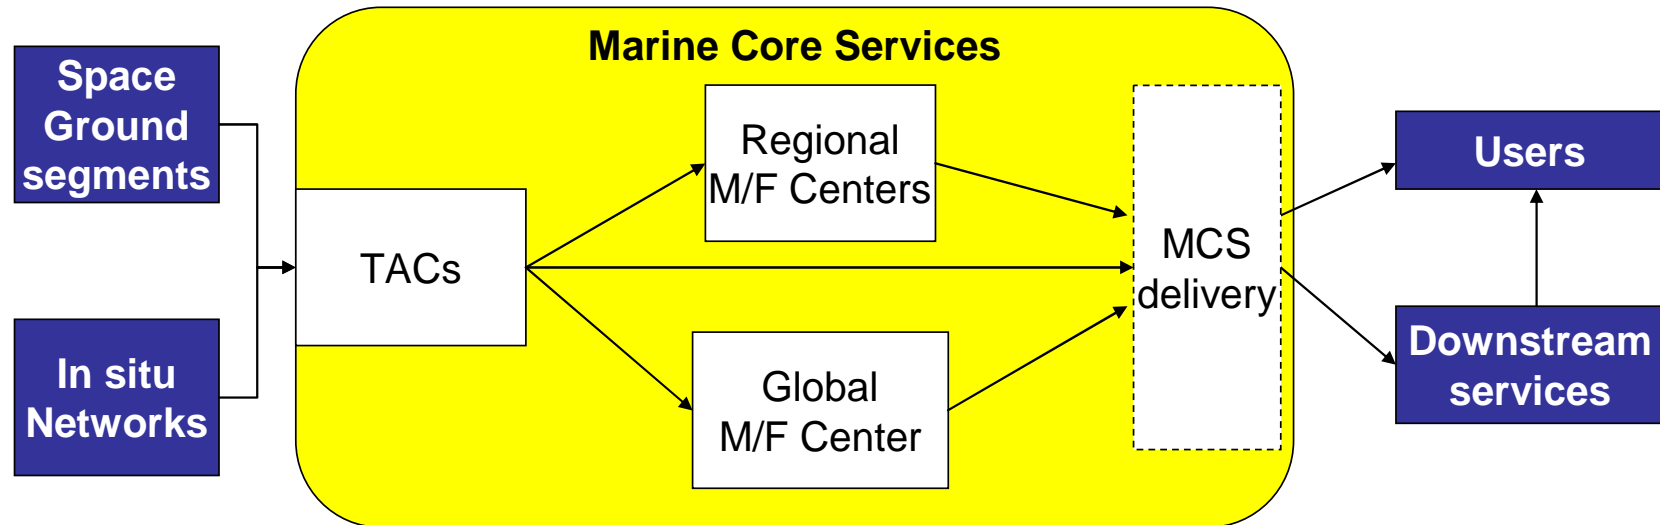 Marine Core Services
Space
Ground
segments
In situ
Networks
TACs
Regional
M/F Centers
Global
M/F Center
MCS
delivery
Users
Downstream
services